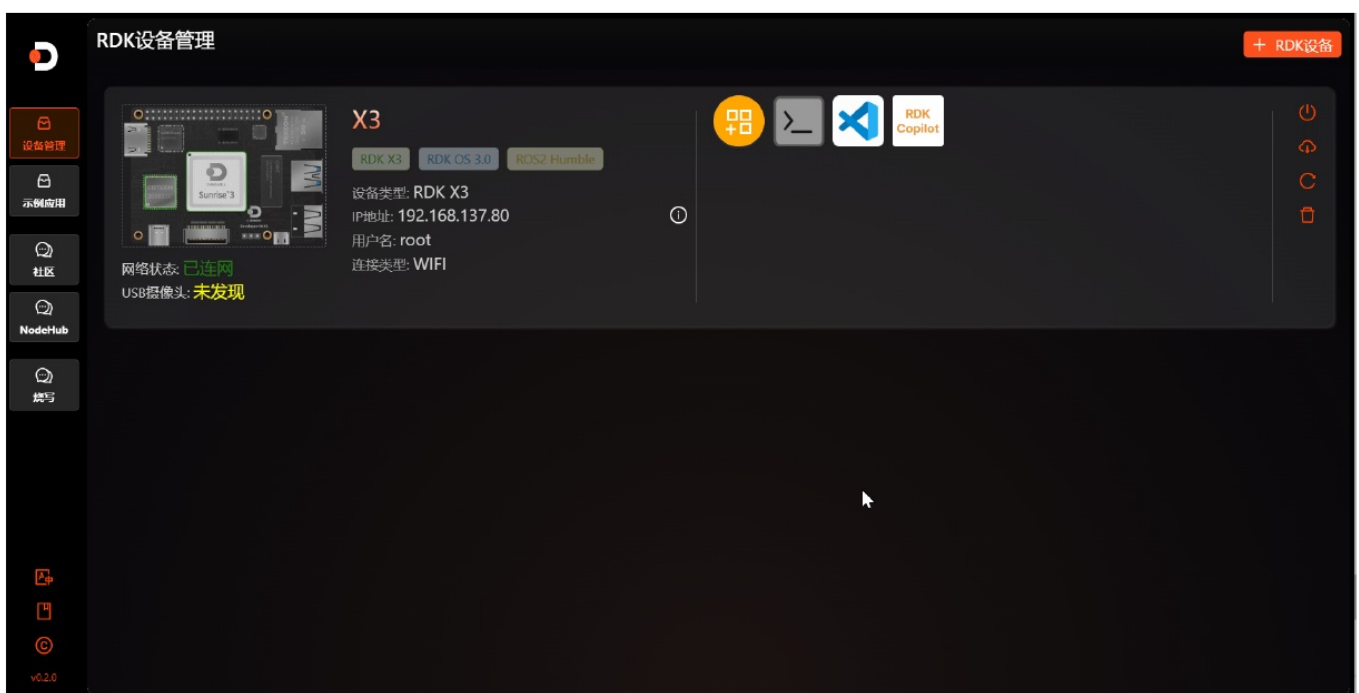 RDK设备管理
+ RDK设备
设备管理
示例应用
社区
NodeHub
烧写
v0.2.0
Sunrise®3
网络状态: 已连网
USB摄像头: 未发现
X3
RDK X3
RDK OS 3.0
ROS2 Humble
设备类型: RDK X3
IP地址: 192.168.137.80
用户名: root
连接类型: WIFI
RDK
Copilot